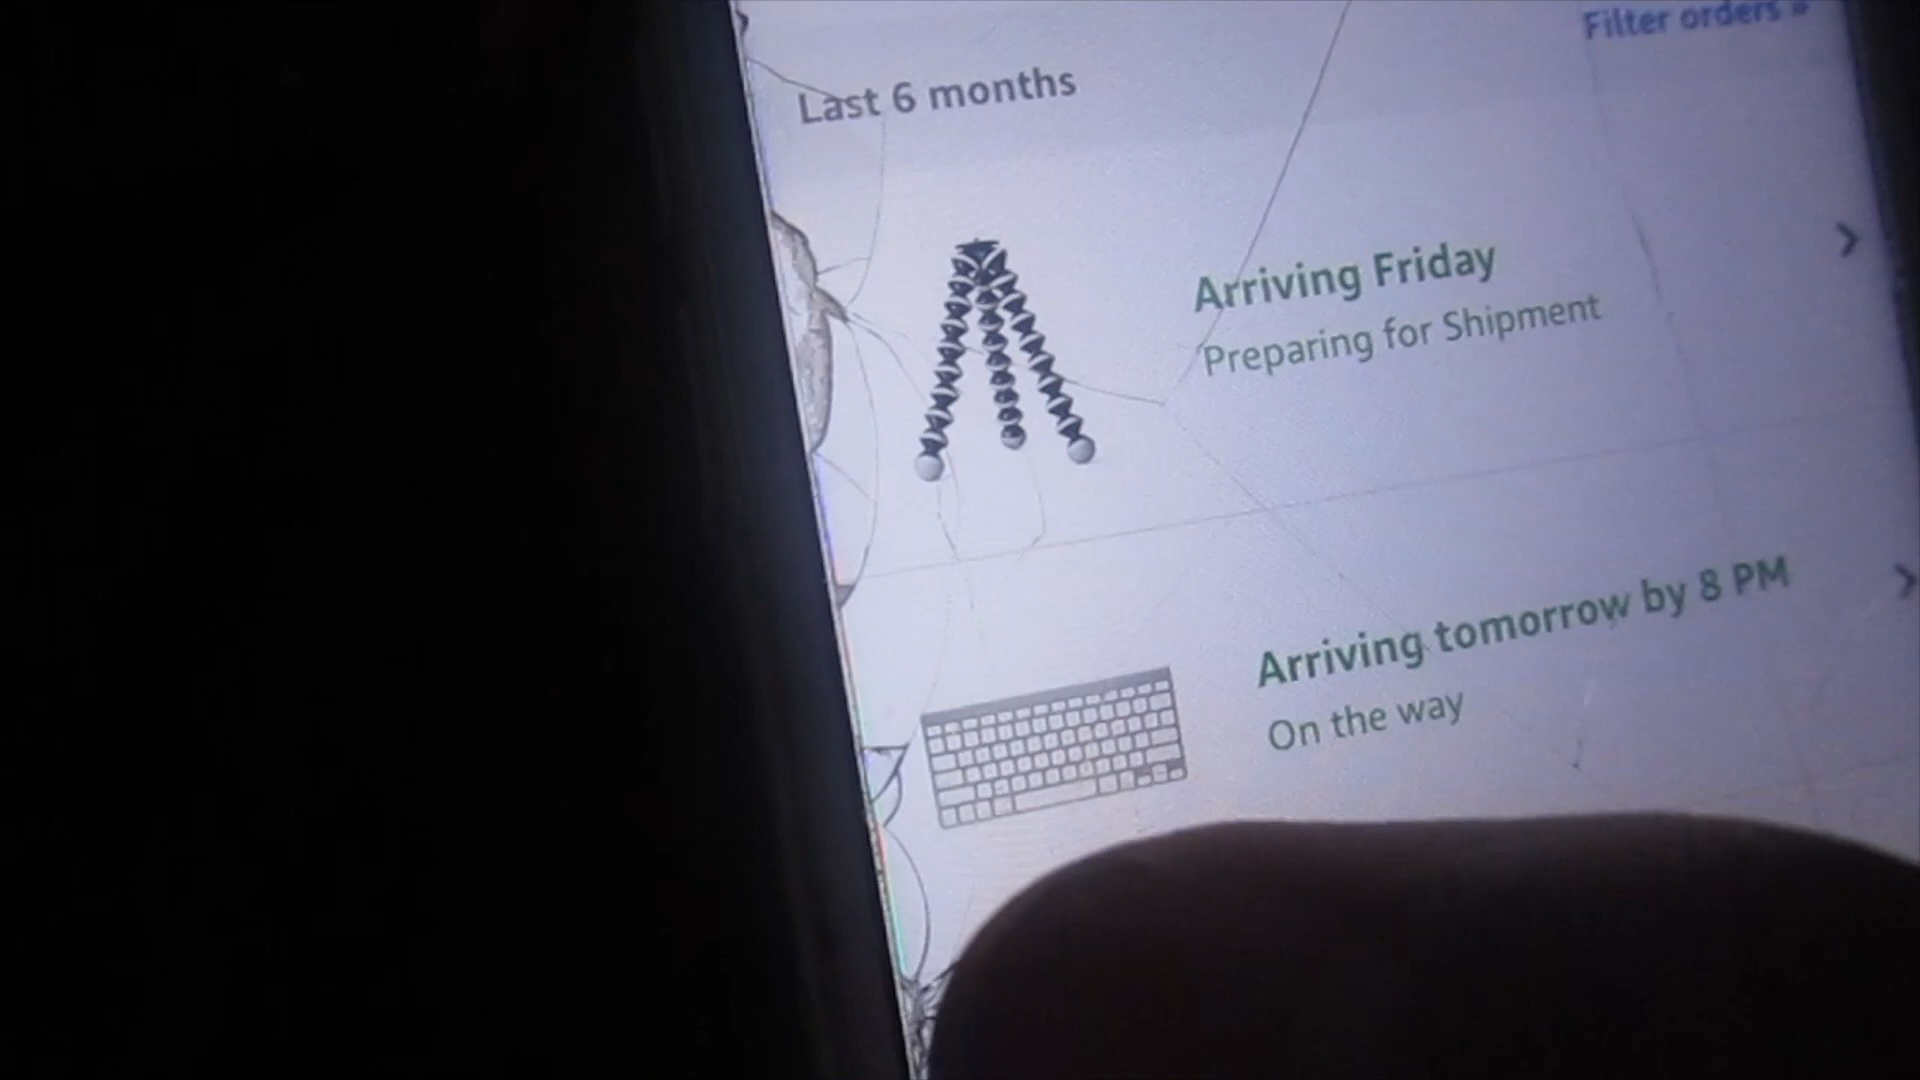 Filter orders
Last 6 months
Arriving Friday
Preparing for Shipment
Arriving tomorrow by 8 PM
On the way